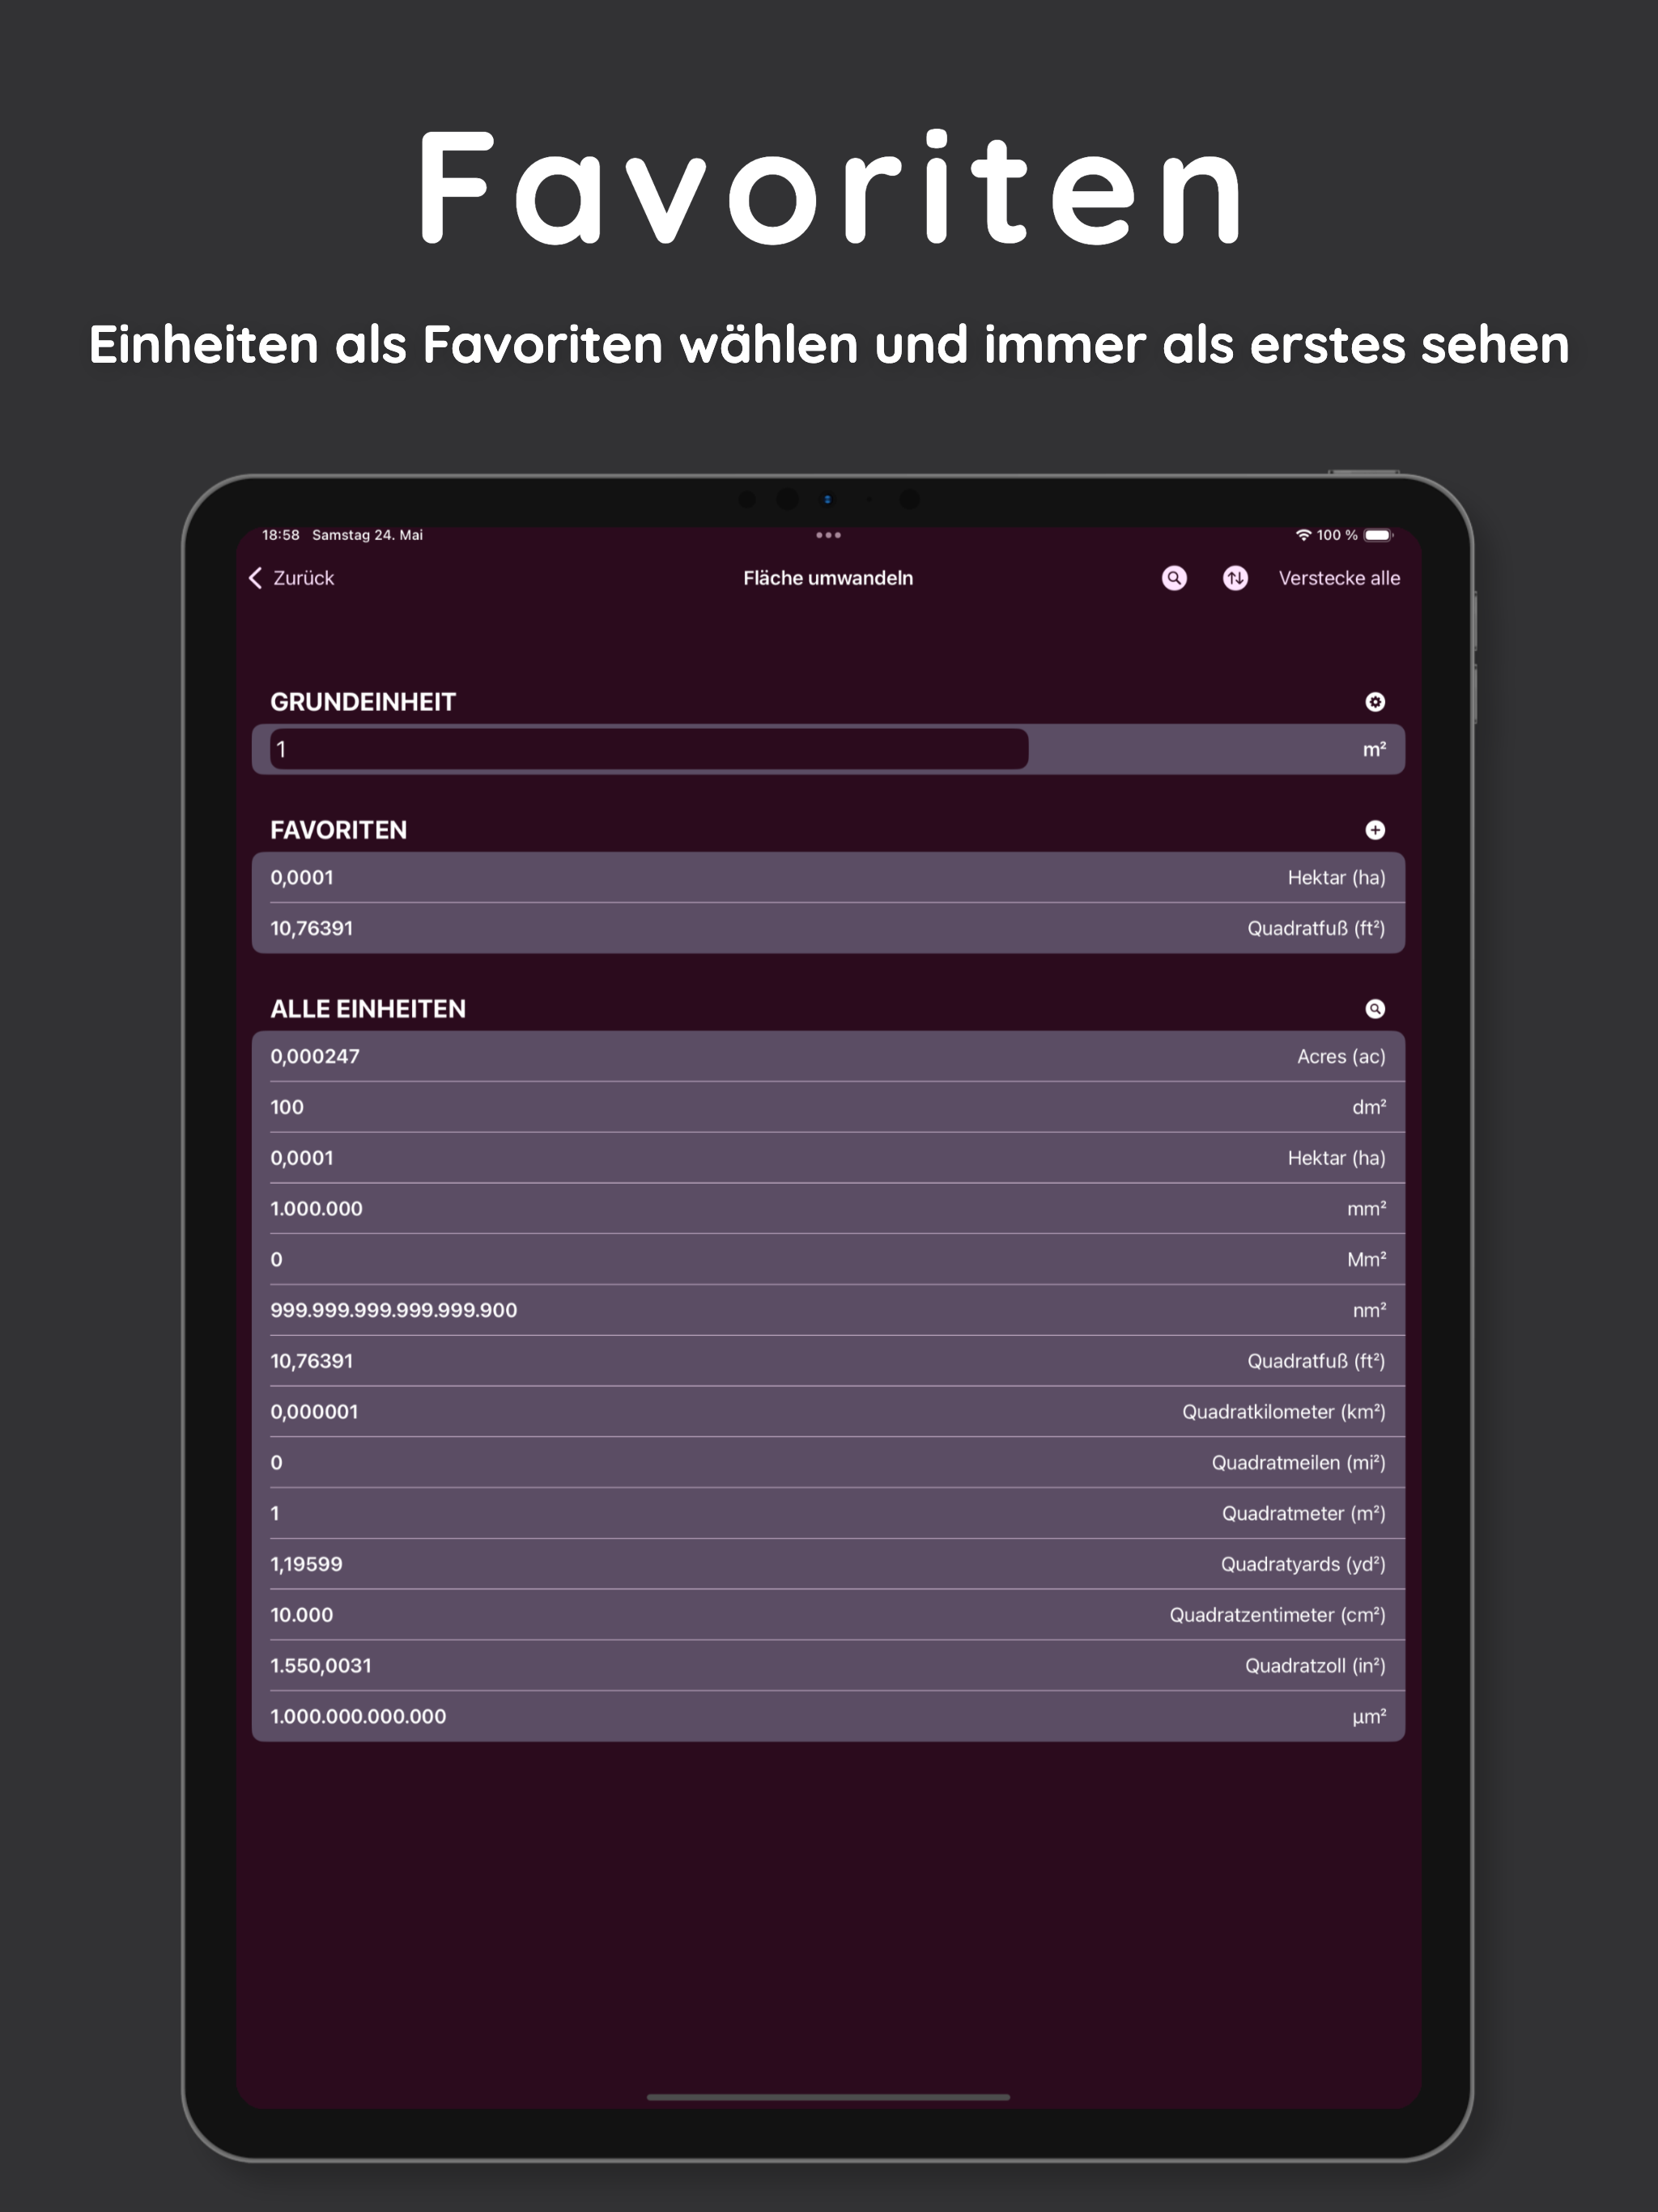 Favoriten
Einheiten als Favoriten wählen und immer als erstes sehen
18:58 Samstag 24. Mai 100 %
Zurück Fläche umwandeln Verstecke alle
GRUNDEINHEIT
1 m²
FAVORITEN
0,0001 Hektar (ha)
10,76391 Quadratfuß (ft²)
ALLE EINHEITEN
0,000247 Acres (ac)
100 dm²
0,0001 Hektar (ha)
1.000.000 mm²
0 Mm²
999.999.999.999.999.900 nm²
10,76391 Quadratfuß (ft²)
0,000001 Quadratkilometer (km²)
0 Quadratmeilen (mi²)
1 Quadratmeter (m²)
1,19599 Quadratyards (yd²)
10.000 Quadratzentimeter (cm²)
1.550,0031 Quadratzoll (in²)
1.000.000.000.000 µm²